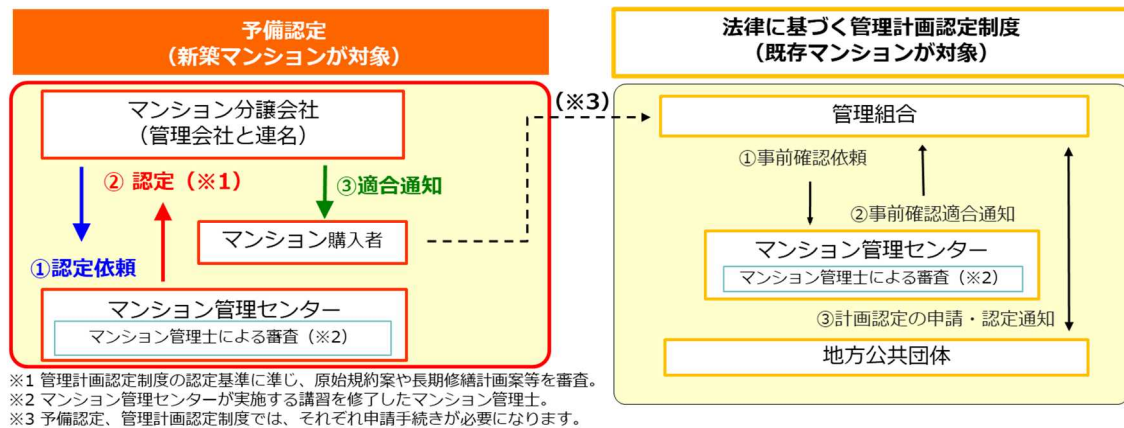 予備認定
(新築マンションが対象)
マンション分譲会社
(管理会社と連名)
② 認定(※1)
③適合通知
マンション購入者
①認定依頼
マンション管理センター
マンション管理士による審査(※2)
※1 管理計画認定制度の認定基準に準じ、原始規約案や長期修繕計画案等を審査。
※2 マンション管理センターが実施する講習を修了したマンション管理士。
※3 予備認定、管理計画認定制度では、それぞれ申請手続きが必要になります。
(※3)
法律に基づく管理計画認定制度
(既存マンションが対象)
管理組合
①事前確認依頼
②事前確認適合通知
マンション管理センター
マンション管理士による審査(※2)
③計画認定の申請・認定通知
地方公共団体